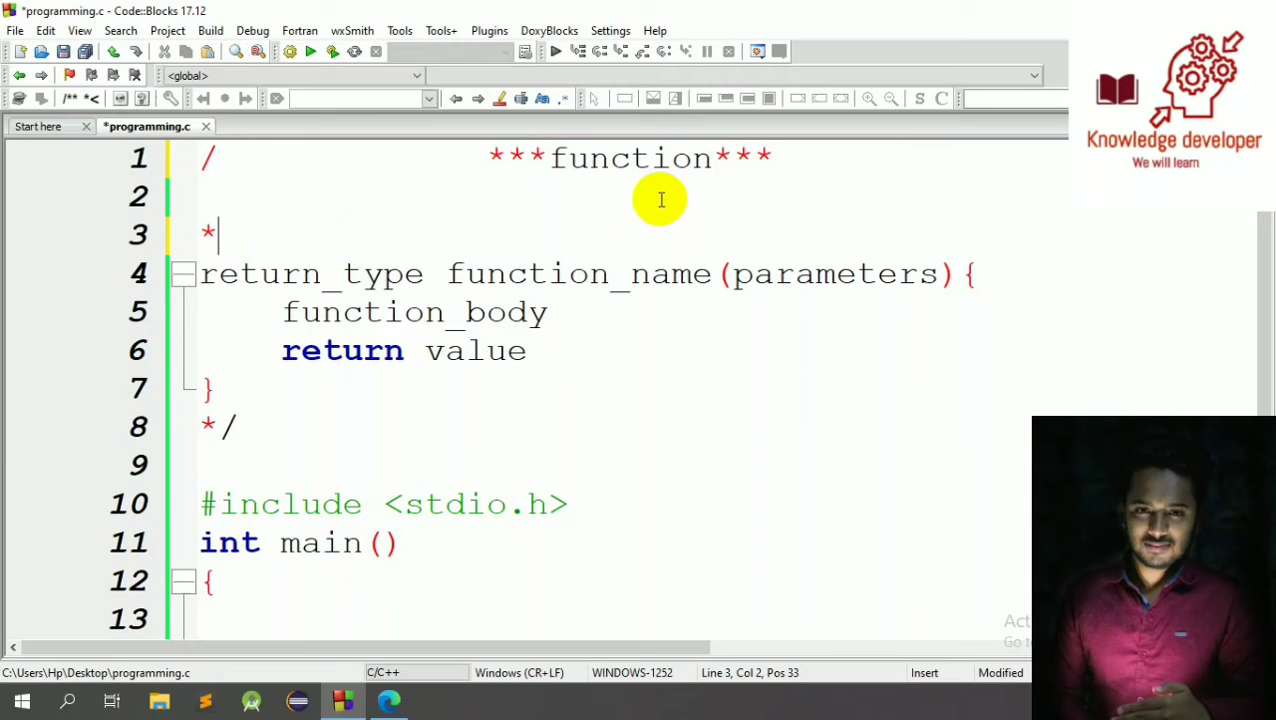 *programming.c - Code::Blocks 17.12
File Edit View Search Project Build Debug Fortran wxSmith Tools Tools+ Plugins DoxyBlocks Settings Help
<global>
/** *<
S C
Start here *programming.c
Knowledge developer
We will learn
1 / ***function***
2
3 *
4 return_type function_name(parameters){
5 function_body
6 return value
7 }
8 */
9
10 #include <stdio.h>
11 int main()
12 {
13
Act
Go to
C:\Users\Hp\Desktop\programming.c C/C++ Windows (CR+LF) WINDOWS-1252 Line 3, Col 2, Pos 33 Insert Modified